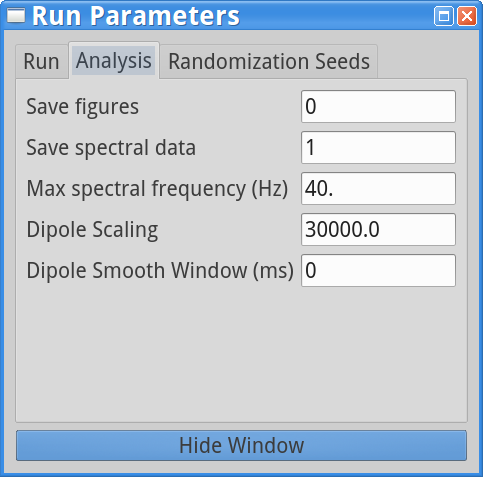 Run Parameters
Run Analysis Randomization Seeds
Save figures 0
Save spectral data 1
Max spectral frequency (Hz) 40.
Dipole Scaling 30000.0
Dipole Smooth Window (ms) 0
Hide Window